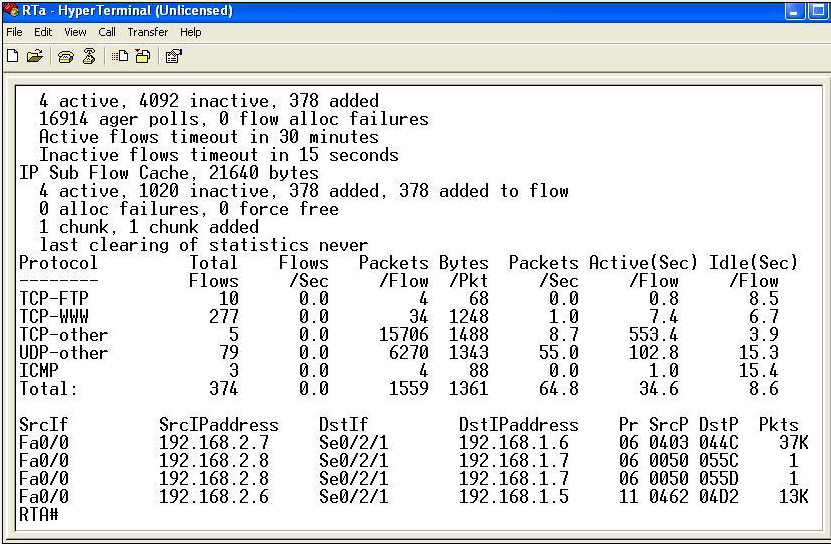 RTa - HyperTerminal (Unlicensed)
File Edit View Call Transfer Help
4 active, 4092 inactive, 378 added
16914 ager polls, 0 flow alloc failures
Active flows timeout in 30 minutes
Inactive flows timeout in 15 seconds
IP Sub Flow Cache, 21640 bytes
4 active, 1020 inactive, 378 added, 378 added to flow
0 alloc failures, 0 force free
1 chunk, 1 chunk added
last clearing of statistics never
Protocol Total Flows Packets Bytes Packets Active(Sec) Idle(Sec)
-------- Flows /Sec /Flow /Pkt /Sec /Flow /Flow
TCP-FTP 10 0.0 4 68 0.0 0.8 8.5
TCP-WWW 277 0.0 34 1248 1.0 7.4 6.7
TCP-other 5 0.0 15706 1488 8.7 553.4 3.9
UDP-other 79 0.0 6270 1343 55.0 102.8 15.3
ICMP 3 0.0 4 88 0.0 1.0 15.4
Total: 374 0.0 1559 1361 64.8 34.6 8.6
SrcIf SrcIPaddress DstIf DstIPaddress Pr SrcP DstP Pkts
Fa0/0 192.168.2.7 Se0/2/1 192.168.1.6 06 0403 044C 37K
Fa0/0 192.168.2.8 Se0/2/1 192.168.1.7 06 0050 055C 1
Fa0/0 192.168.2.8 Se0/2/1 192.168.1.7 06 0050 055D 1
Fa0/0 192.168.2.6 Se0/2/1 192.168.1.5 11 0462 04D2 13K
RTA#